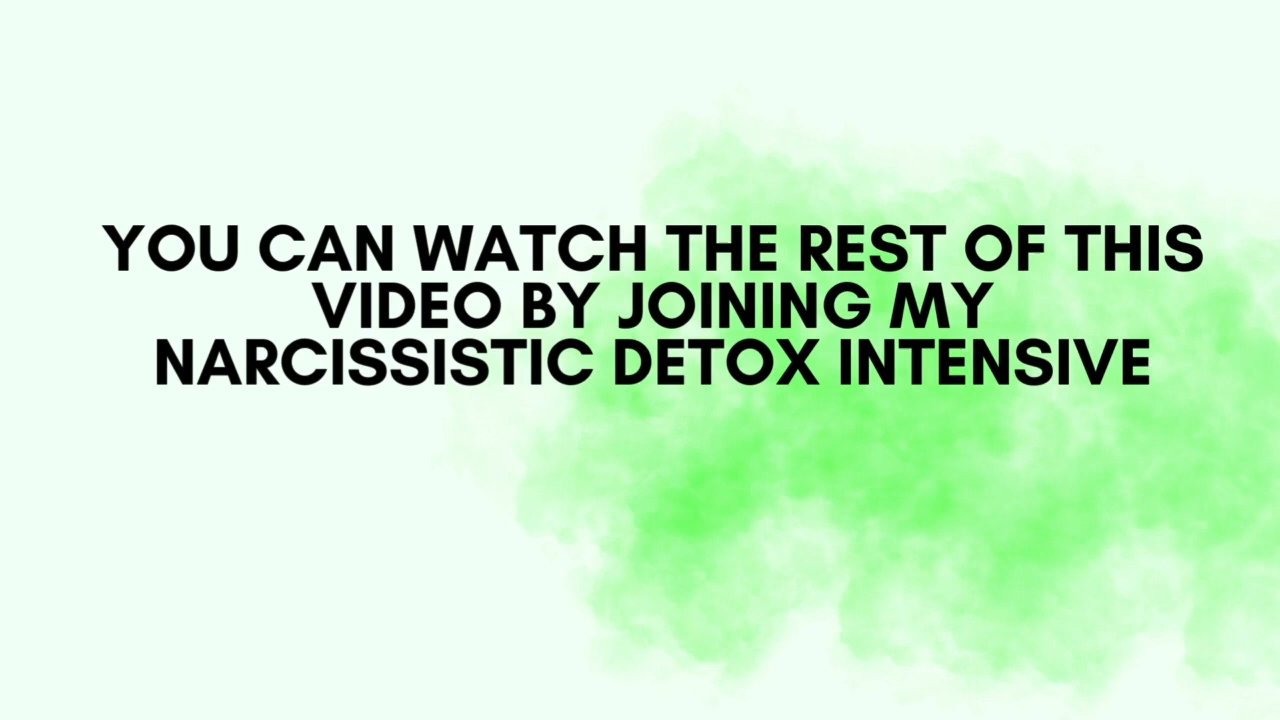 YOU CAN WATCH THE REST OF THIS
VIDEO BY JOINING MY
NARCISSISTIC DETOX INTENSIVE